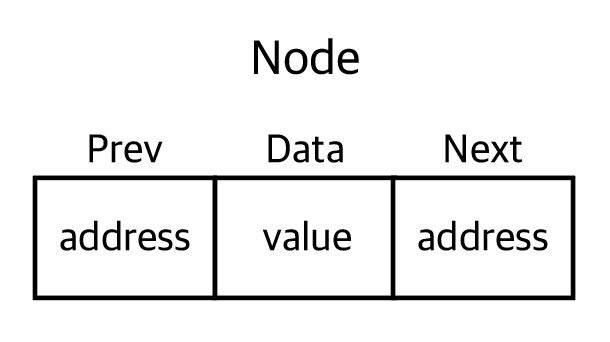 Node
Prev Data Next
address value address